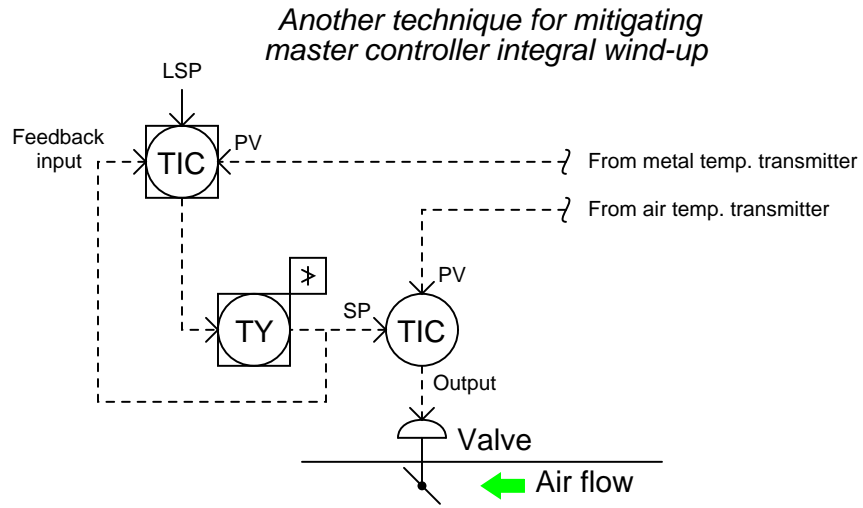 Another technique for mitigating
master controller integral wind-up
LSP
Feedback
input
PV
TIC
From metal temp. transmitter
From air temp. transmitter
PV
SP
TY
TIC
Output
Valve
Air flow